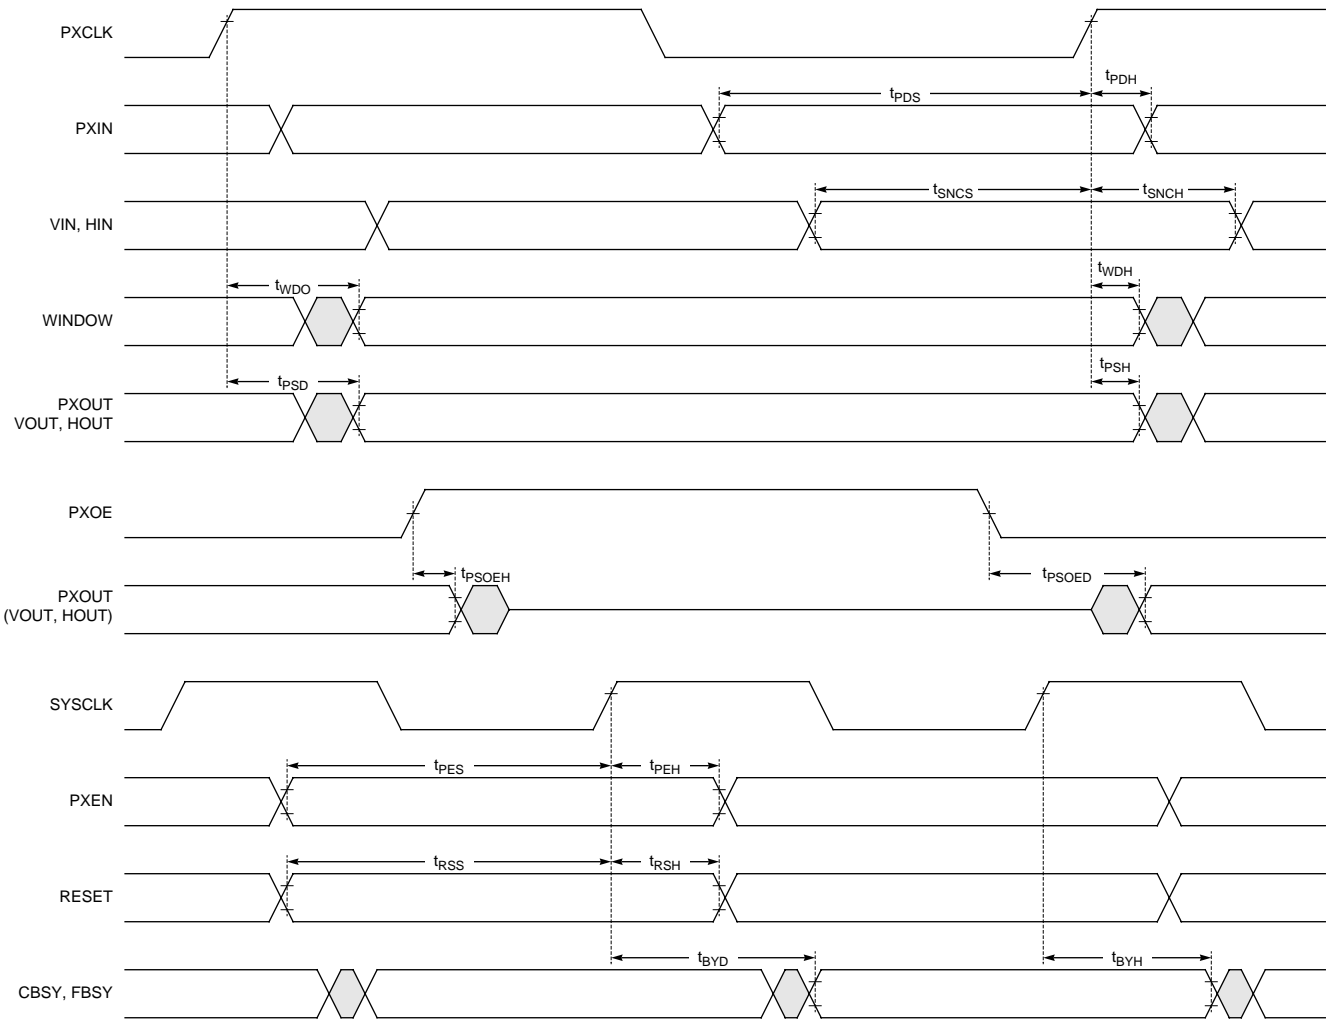 PXCLK
tPDH
tPDS
PXIN
tSNCS
tSNCH
VIN, HIN
tWDO
tWDH
WINDOW
tPSD
tPSH
PXOUT
VOUT, HOUT
PXOE
tPSOEH
tPSOED
PXOUT
(VOUT, HOUT)
SYSCLK
tPES
tPEH
PXEN
tRSS
tRSH
RESET
tBYD
tBYH
CBSY, FBSY